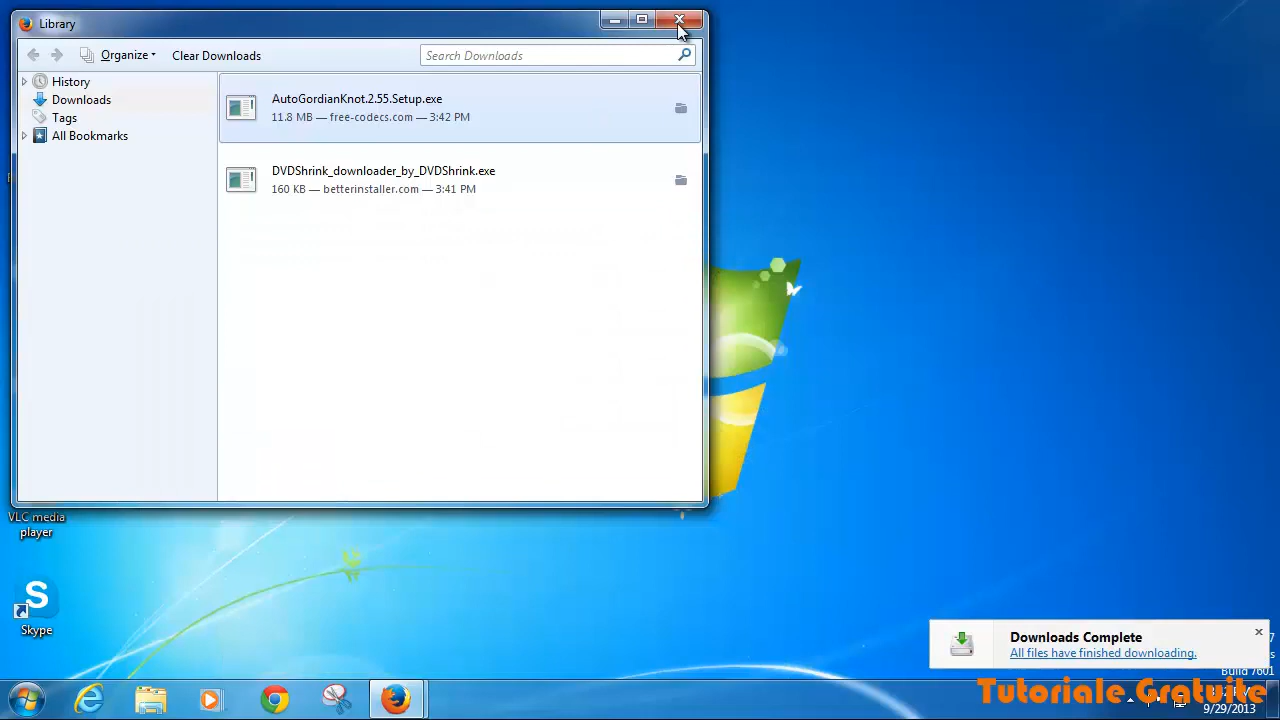 Library
Organize
Clear Downloads
Search Downloads
History
Downloads
Tags
All Bookmarks
AutoGordianKnot.2.55.Setup.exe
11.8 MB — free-codecs.com — 3:42 PM
DVDShrink_downloader_by_DVDShrink.exe
160 KB — betterinstaller.com — 3:41 PM
VLC media
player
S
Skype
Downloads Complete
All files have finished downloading.
Build 7601
Tutoriale Gratuite
9/29/2013